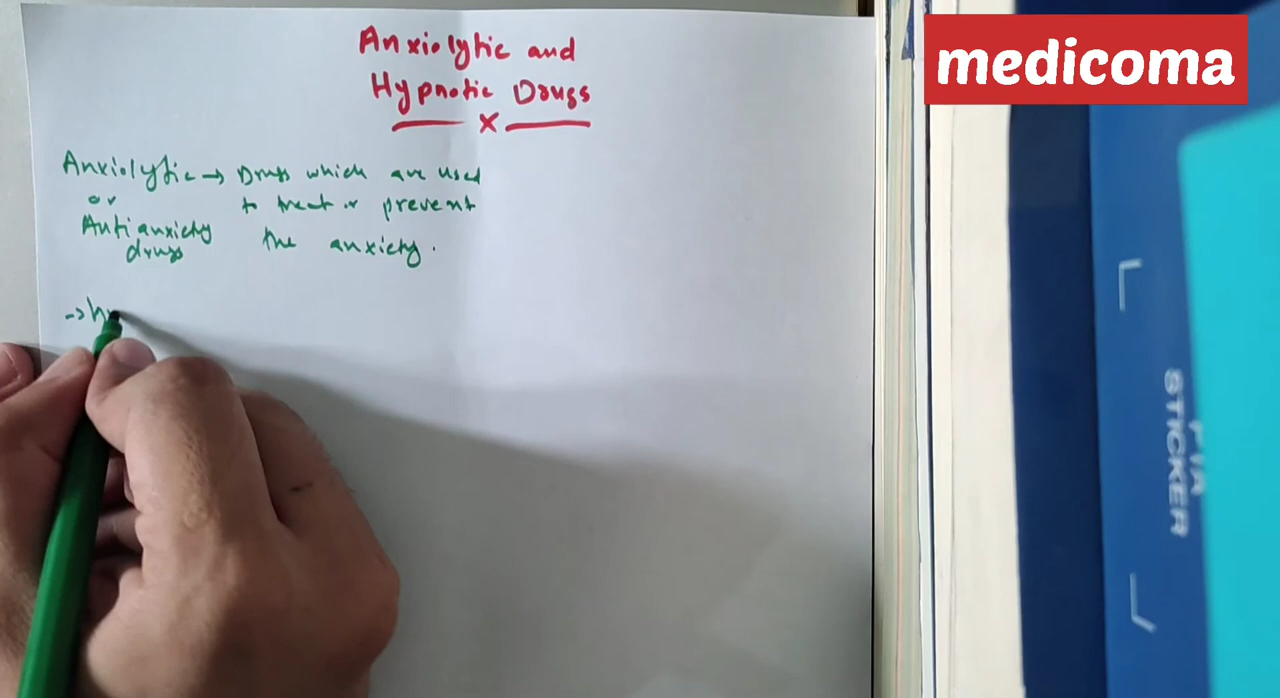 Anxiolytic and
Hypnotic Drugs
x
medicoma
Anxiolytic → Drugs which are used
or to treat or prevent
Antianxiety the anxiety.
drugs
→ hy
STICKER